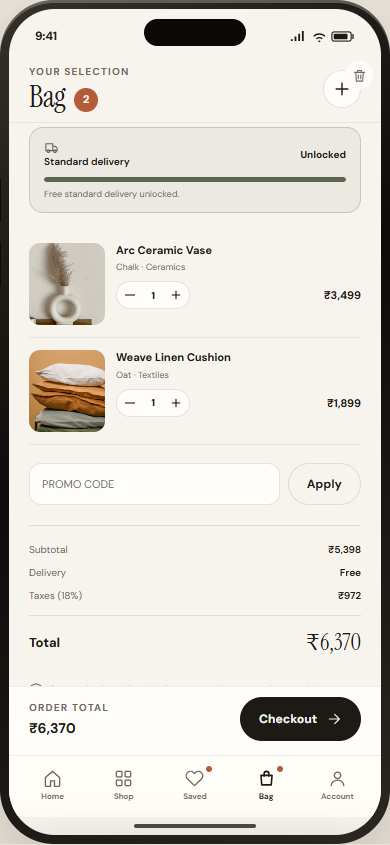 9:41
YOUR SELECTION
Bag 2
Standard delivery Unlocked
Free standard delivery unlocked.
Arc Ceramic Vase
Chalk · Ceramics
1 ₹3,499
Weave Linen Cushion
Oat · Textiles
1 ₹1,899
PROMO CODE Apply
Subtotal ₹5,398
Delivery Free
Taxes (18%) ₹972
Total ₹6,370
ORDER TOTAL
₹6,370
Checkout
Home Shop Saved Bag Account